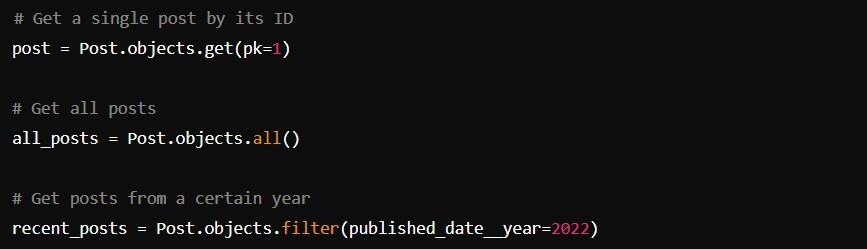 # Get a single post by its ID
post = Post.objects.get(pk=1)
# Get all posts
all_posts = Post.objects.all()
# Get posts from a certain year
recent_posts = Post.objects.filter(published_date__year=2022)